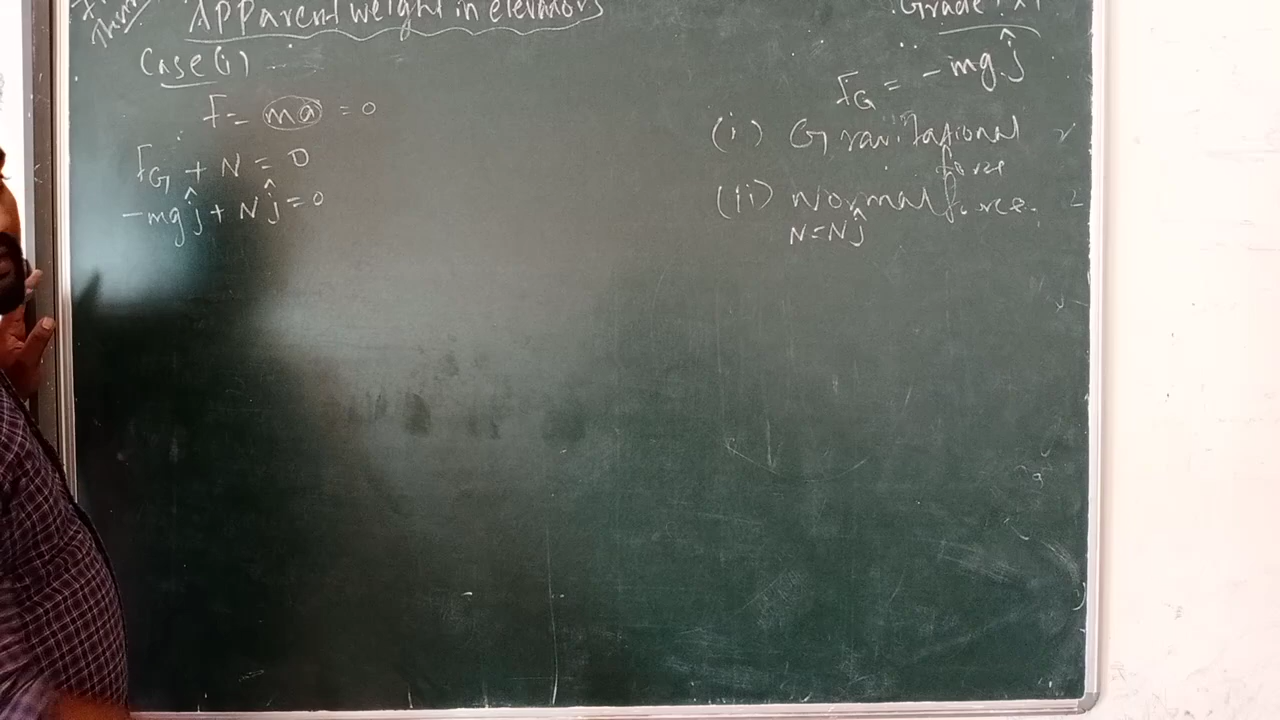 Apparent weight in elevators
Grade: XI
Case (i)
F = ma = 0
F_G + N = 0
-mg ĵ + N ĵ = 0
F_G = -mg ĵ
(i) Gravitational force
(ii) Normal force.
N = N ĵ